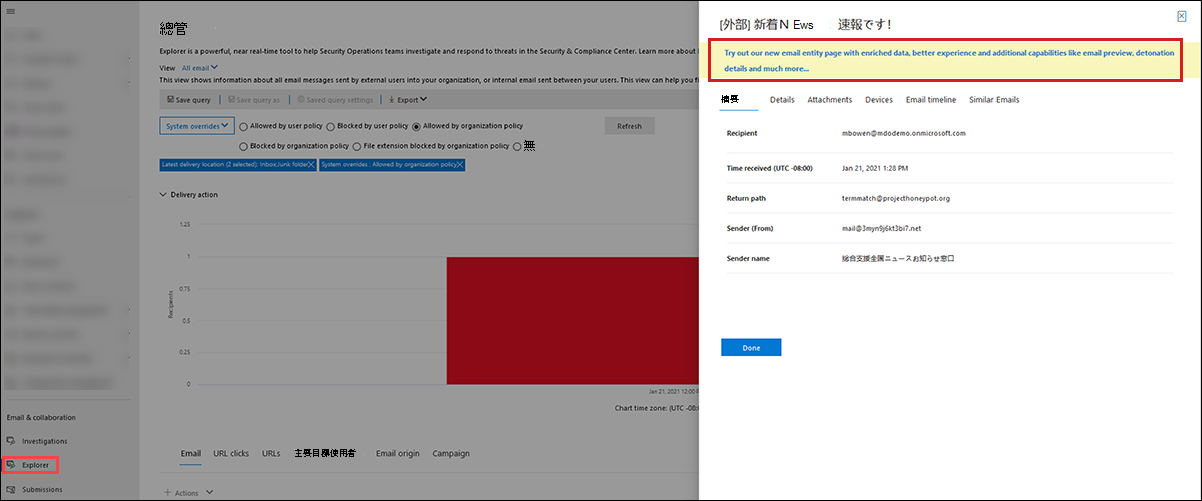 總管
Explorer is a powerful, near real-time tool to help Security Operations teams investigate and respond to threats in the Security & Compliance Center. Learn more about
View All email
This view shows information about all email messages sent by external users into your organization, or internal email sent between your users. This view can help you
Save query Save query as Saved query settings Export
System overrides Allowed by user policy Blocked by user policy Allowed by organization policy Refresh
Blocked by organization policy File extension blocked by organization policy 無
Latest delivery location (2 selected): Inbox;Junk folder System overrides : Allowed by organization policy
Delivery action
1.25
1
0.75
0.5
0.25
0
Recipients
Jan 21, 2021 12:00
Chart time zone: (UTC -08:
Email URL clicks URLs 主要目標使用者 Email origin Campaign
Actions
Email & collaboration
Investigations
Explorer
Submissions
[外部] 新着N Ews 速報です!
Try out our new email entity page with enriched data, better experience and additional capabilities like email preview, detonation
details and much more...
摘要 Details Attachments Devices Email timeline Similar Emails
Recipient mbowen@mdodemo.onmicrosoft.com
Time received (UTC -08:00) Jan 21, 2021 1:28 PM
Return path termmatch@projecthoneypot.org
Sender (From) mail@3myn9j6kt3bi7.net
Sender name 総合支援全国ニュースお知らせ窓口
Done